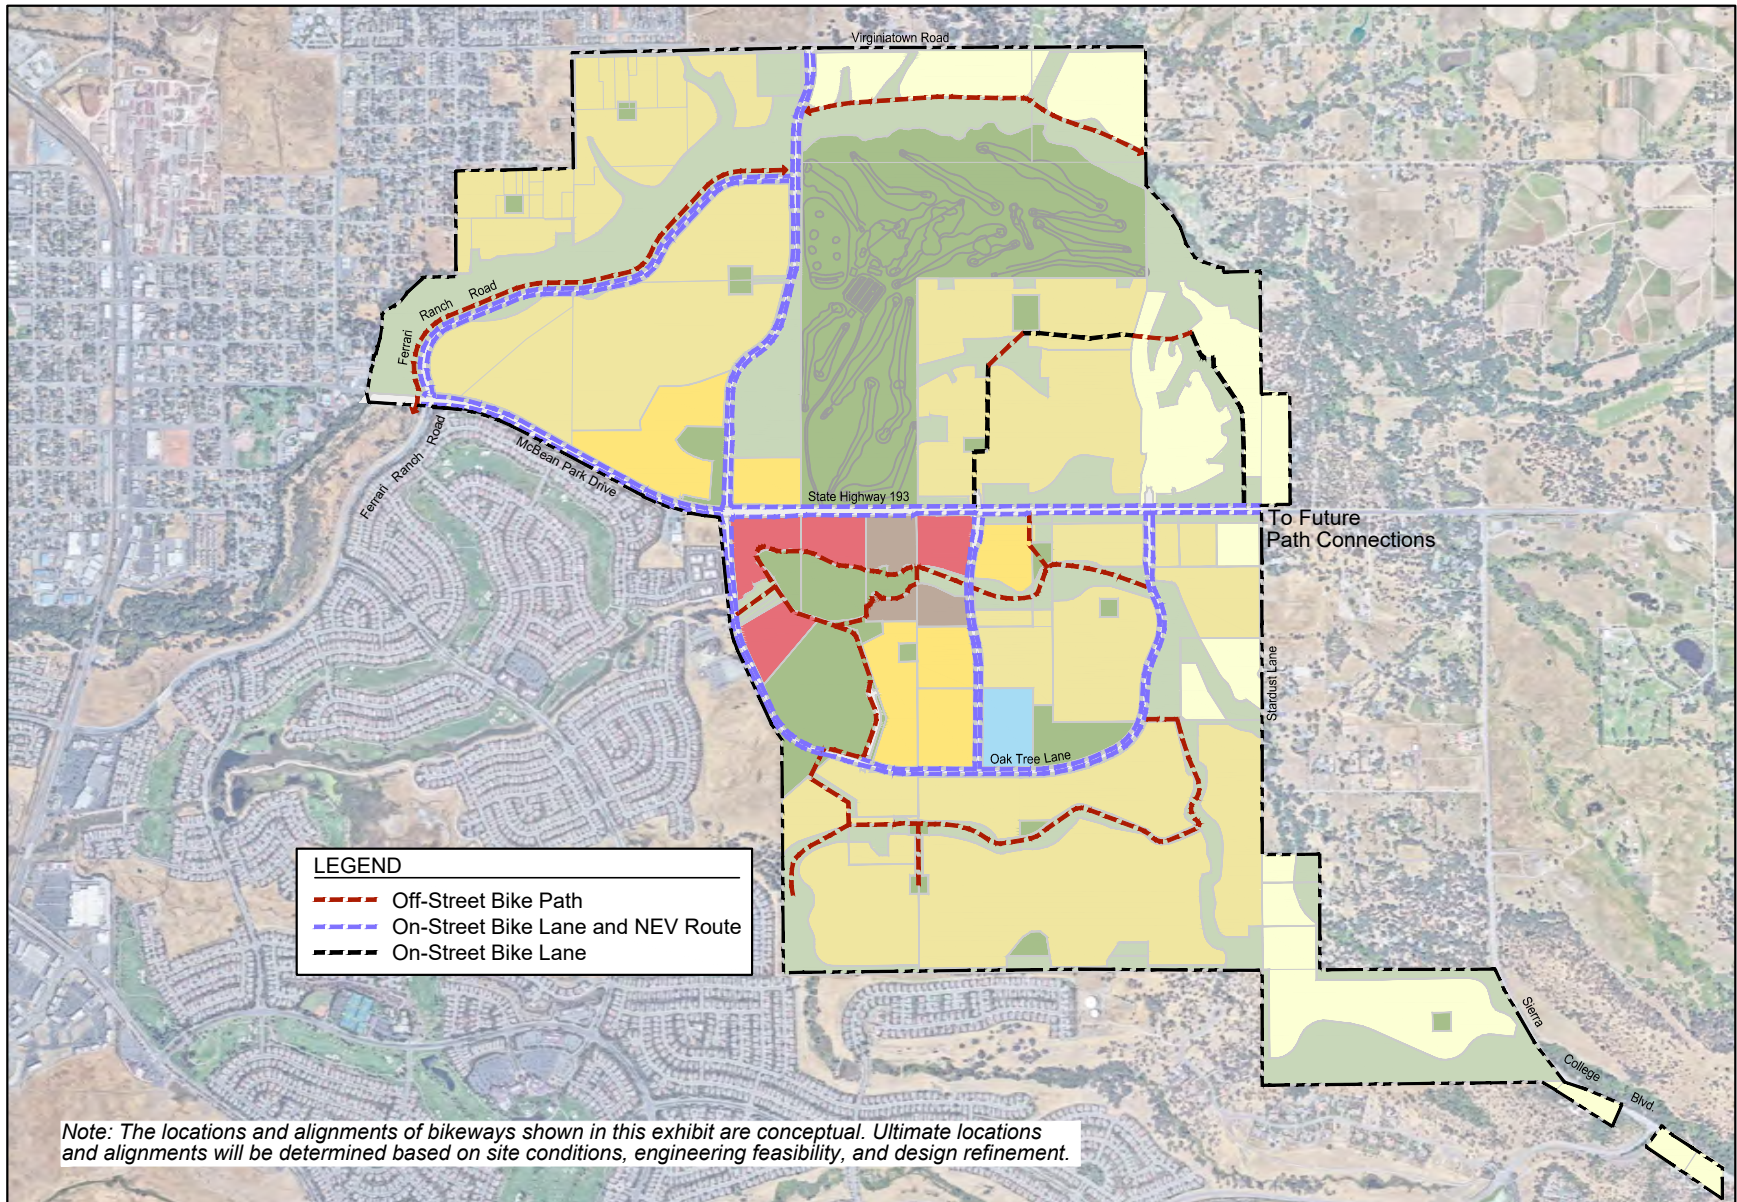 Virginiatown Road
Ferrari Ranch Road
Ferrari Ranch Road
McBean Park Drive
State Highway 193
To Future
Path Connections
Stardust Lane
Oak Tree Lane
LEGEND
Off-Street Bike Path
On-Street Bike Lane and NEV Route
On-Street Bike Lane
Sierra College Blvd.
Note: The locations and alignments of bikeways shown in this exhibit are conceptual. Ultimate locations
and alignments will be determined based on site conditions, engineering feasibility, and design refinement.